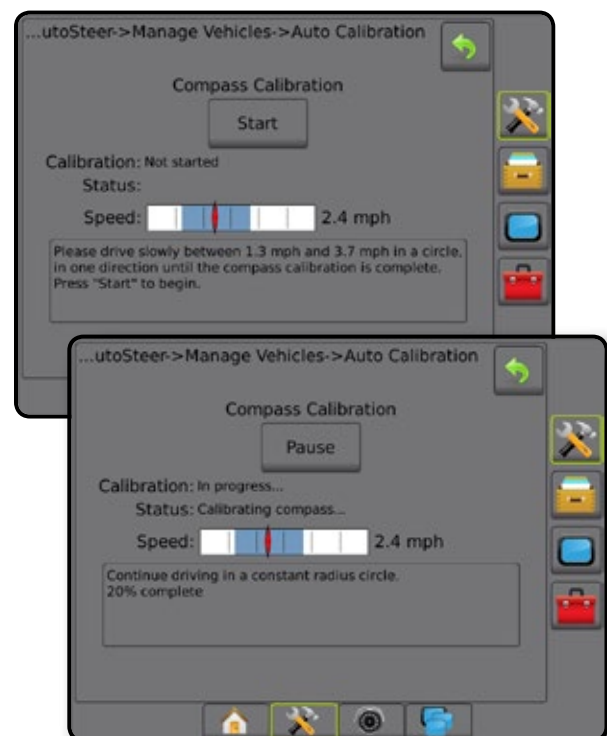 ...utoSteer->Manage Vehicles->Auto Calibration
Compass Calibration
Start
Calibration: Not started
Status:
Speed: 2.4 mph
Please drive slowly between 1.3 mph and 3.7 mph in a circle,
in one direction until the compass calibration is complete.
Press "Start" to begin.
...utoSteer->Manage Vehicles->Auto Calibration
Compass Calibration
Pause
Calibration: In progress...
Status: Calibrating compass...
Speed: 2.4 mph
Continue driving in a constant radius circle.
20% complete